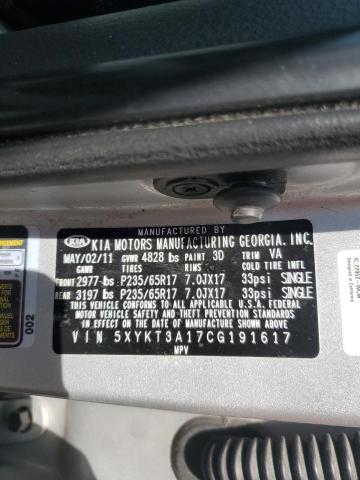 MANUFACTURED BY
KIA KIA MOTORS MANUFACTURING GEORGIA, INC.
MAY/02/11 GVWR 4828 lbs PAINT 3D TRIM VA
GAWR TIRES RIMS COLD TIRE INFL
FRONT 2977 lbs P235/65R17 7.0JX17 33psi SINGLE
REAR 3197 lbs P235/65R17 7.0JX17 33psi SINGLE
THIS VEHICLE CONFORMS TO ALL APPLICABLE FEDERAL
MOTOR VEHICLE SAFETY AND THEFT PREVENTION STANDARDS
IN EFFECT ON THE DATE OF MANUFACTURE SHOWN ABOVE
VIN 5XYKT3A17CG191617
MPV
002